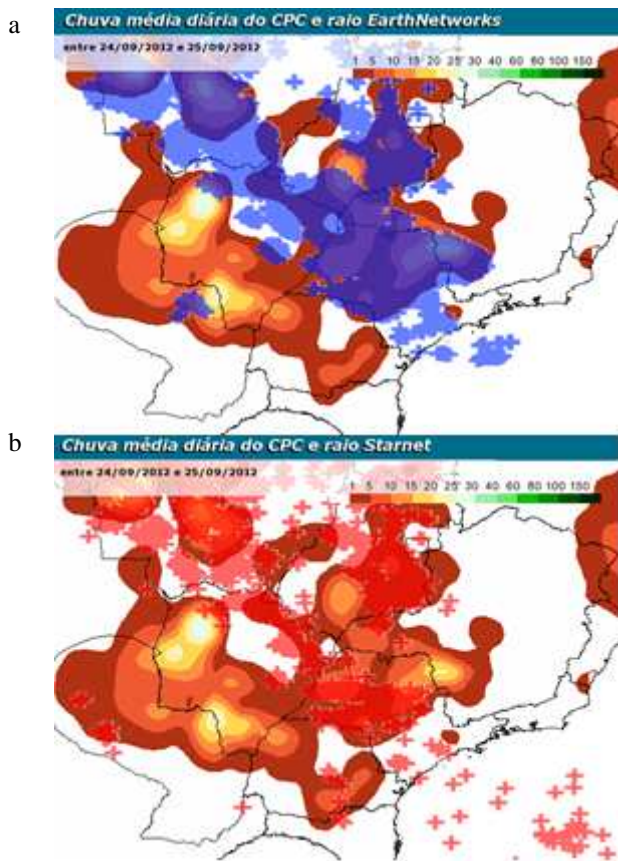 a
Chuva média diária do CPC e raio EarthNetworks
entre 24/09/2012 e 25/09/2012
1 5 10 15 20 25 30 40 60 80 100 150
b
Chuva média diária do CPC e raio Starnet
entre 24/09/2012 e 25/09/2012
1 5 10 15 20 25 30 40 60 80 100 150